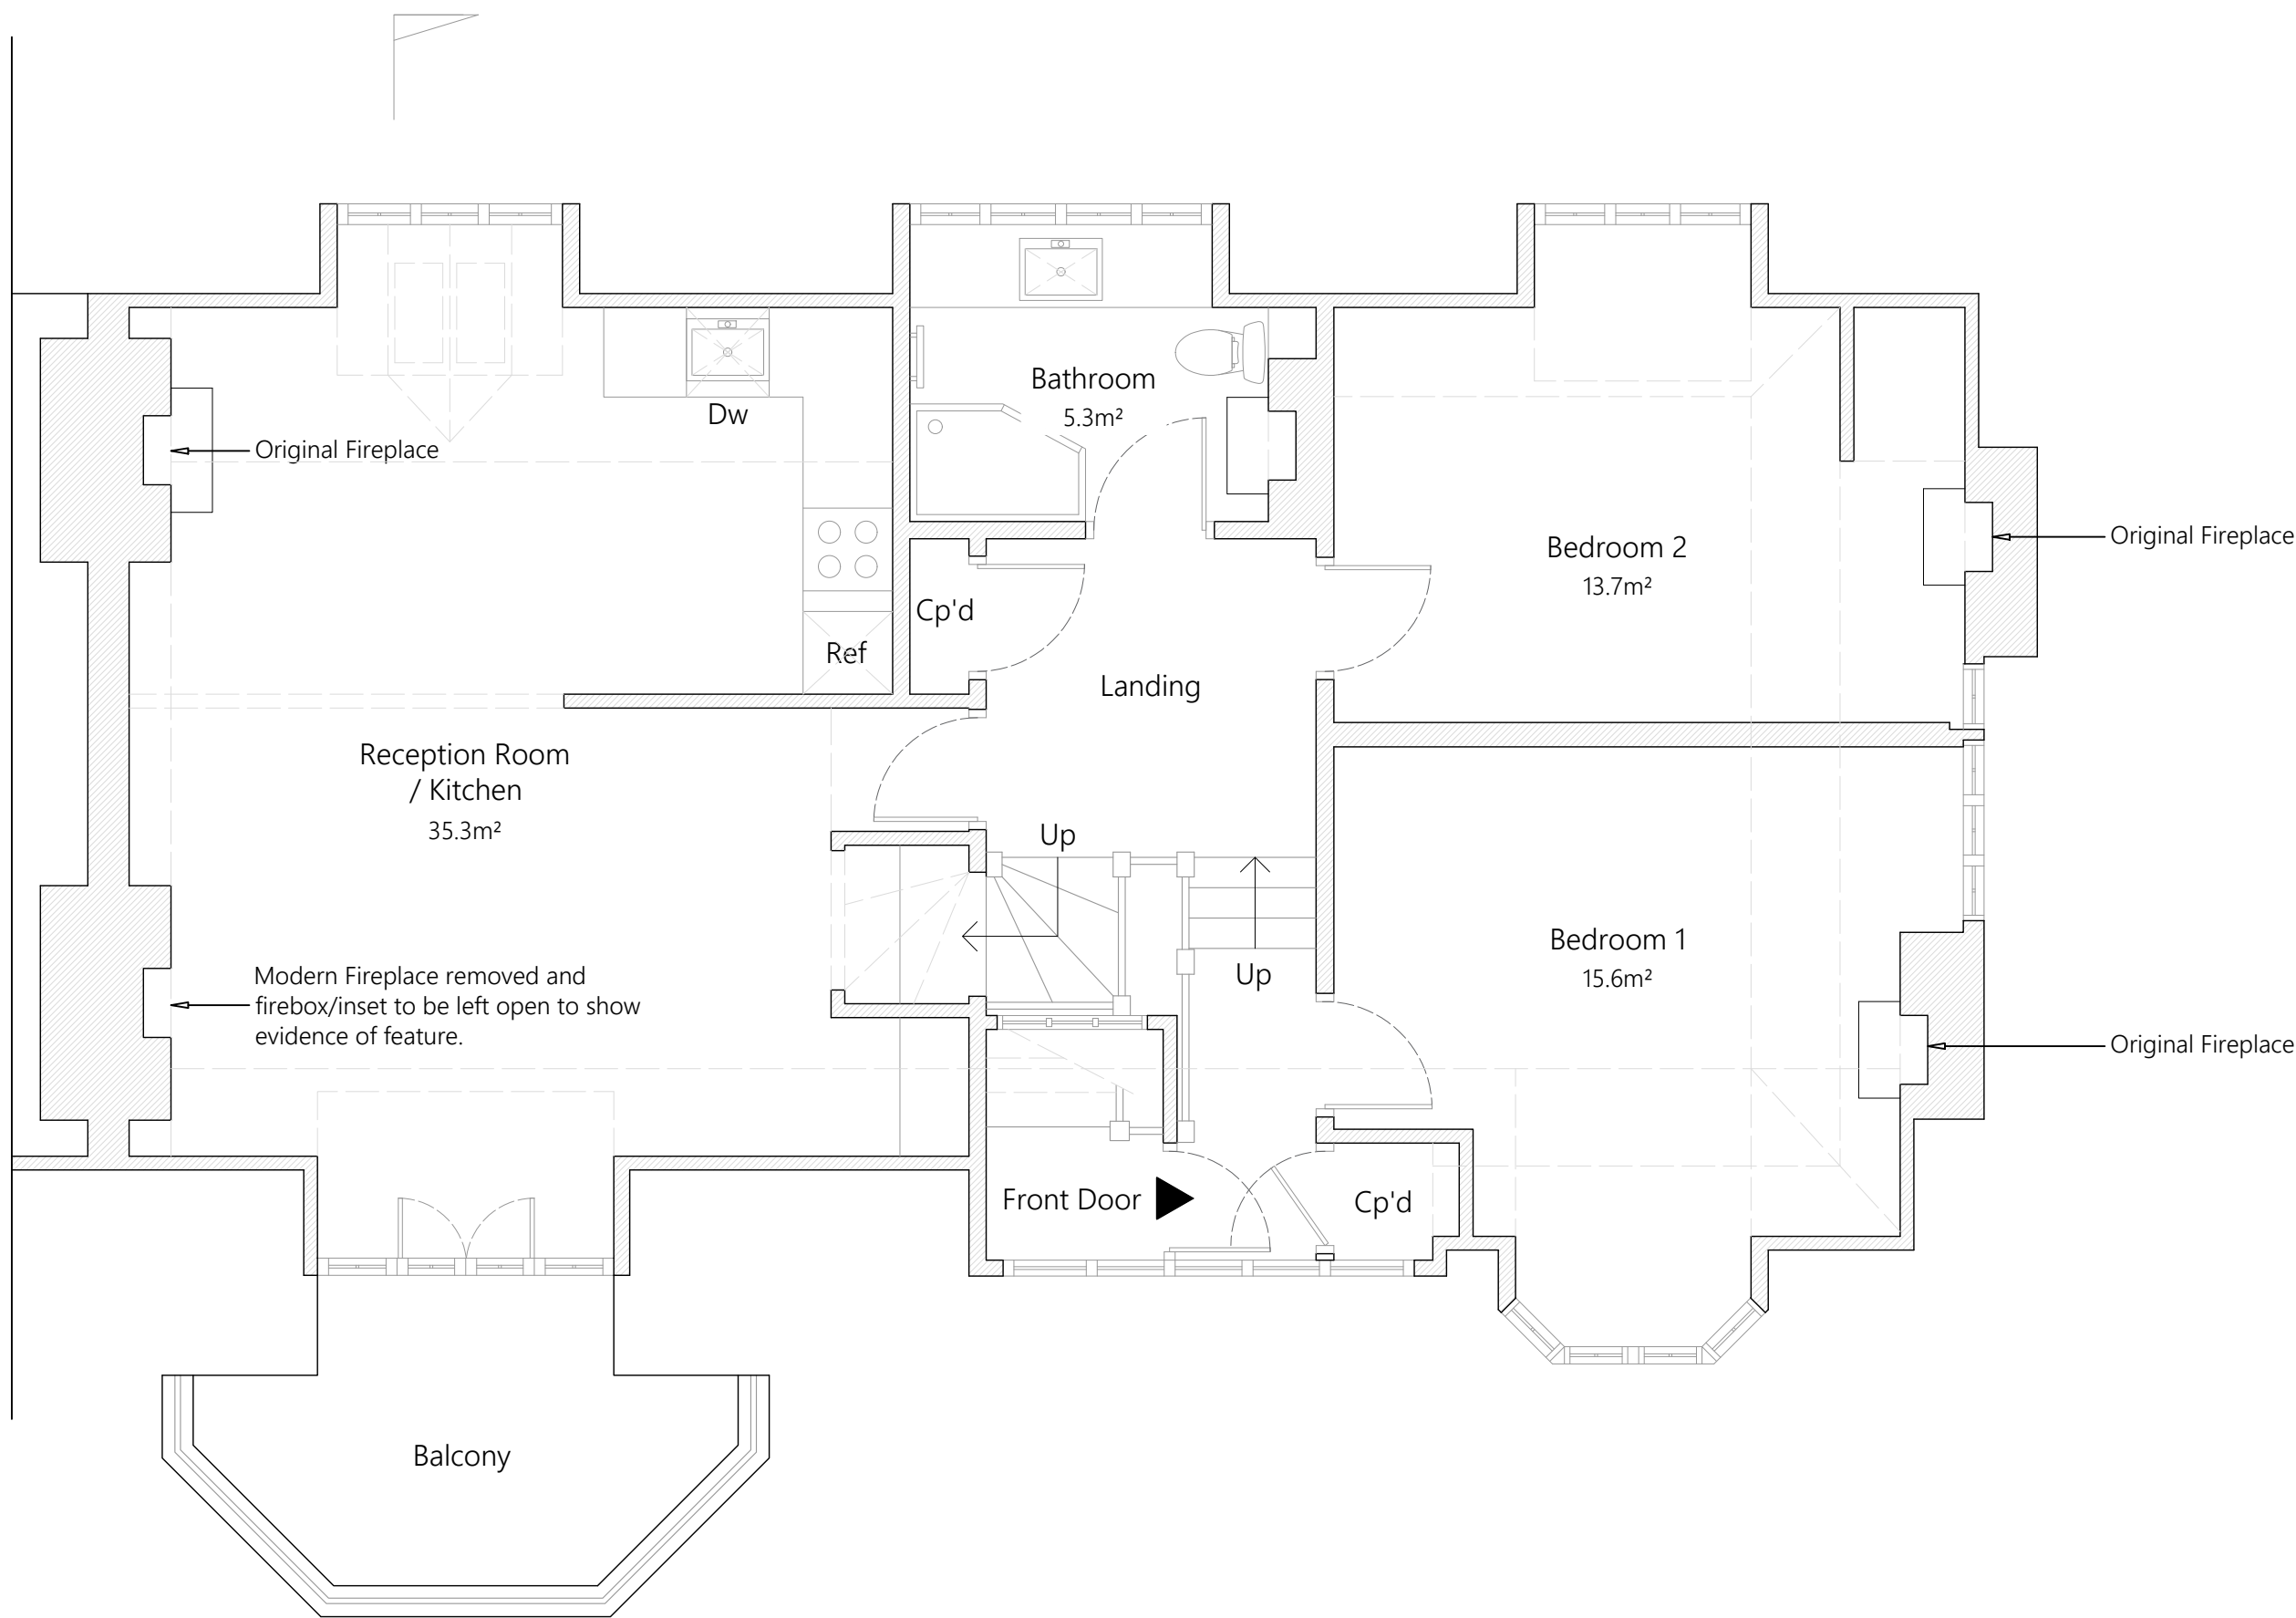 Bathroom
5.3m²
Dw
Original Fireplace
Bedroom 2
13.7m²
Original Fireplace
Cp'd
Ref
Landing
Reception Room
/ Kitchen
35.3m²
Up
Up
Bedroom 1
15.6m²
Modern Fireplace removed and
firebox/inset to be left open to show
evidence of feature.
Original Fireplace
Front Door
Cp'd
Balcony